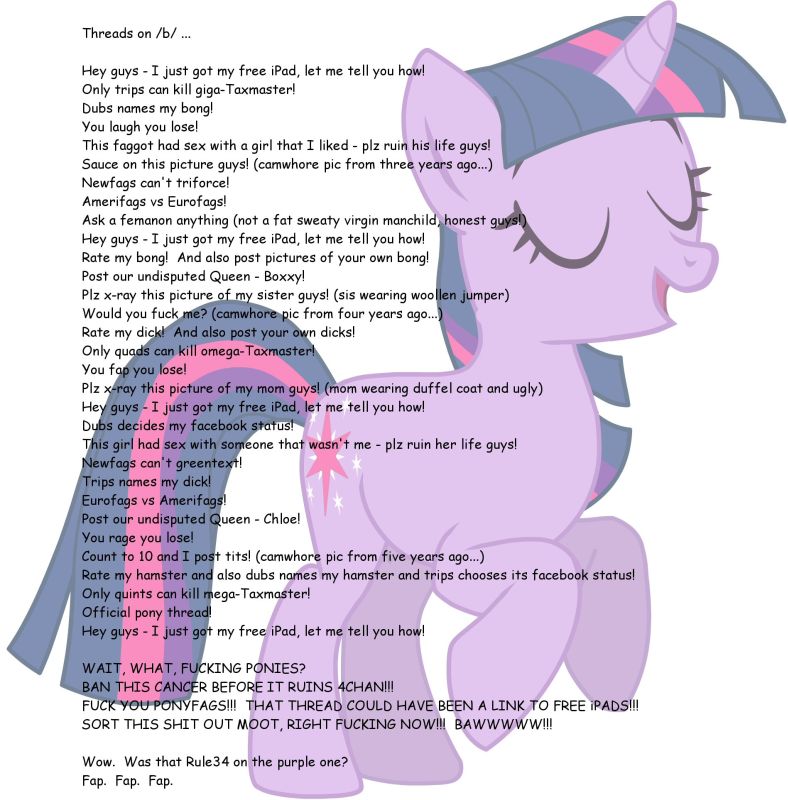 Threads on /b/ ...
Hey guys - I just got my free iPad, let me tell you how!
Only trips can kill giga-Taxmaster!
Dubs names my bong!
You laugh you lose!
This faggot had sex with a girl that I liked - plz ruin his life guys!
Sauce on this picture guys! (camwhore pic from three years ago...)
Newfags can't triforce!
Amerifags vs Eurofags!
Ask a femanon anything (not a fat sweaty virgin manchild, honest guys!)
Hey guys - I just got my free iPad, let me tell you how!
Rate my bong!  And also post pictures of your own bong!
Post our undisputed Queen - Boxxy!
Plz x-ray this picture of my sister guys! (sis wearing woollen jumper)
Would you fuck me? (camwhore pic from four years ago...)
Rate my dick!  And also post your own dicks!
Only quads can kill omega-Taxmaster!
You fap you lose!
Plz x-ray this picture of my mom guys! (mom wearing duffel coat and ugly)
Hey guys - I just got my free iPad, let me tell you how!
Dubs decides my facebook status!
This girl had sex with someone that wasn't me - plz ruin her life guys!
Newfags can't greentext!
Trips names my dick!
Eurofags vs Amerifags!
Post our undisputed Queen - Chloe!
You rage you lose!
Count to 10 and I post tits! (camwhore pic from five years ago...)
Rate my hamster and also dubs names my hamster and trips chooses its facebook status!
Only quints can kill mega-Taxmaster!
Official pony thread!
Hey guys - I just got my free iPad, let me tell you how!
WAIT, WHAT, FUCKING PONIES?
BAN THIS CANCER BEFORE IT RUINS 4CHAN!!!
FUCK YOU PONYFAGS!!!  THAT THREAD COULD HAVE BEEN A LINK TO FREE iPADS!!!
SORT THIS SHIT OUT MOOT, RIGHT FUCKING NOW!!!  BAWWWWW!!!
Wow.  Was that Rule34 on the purple one?
Fap.  Fap.  Fap.